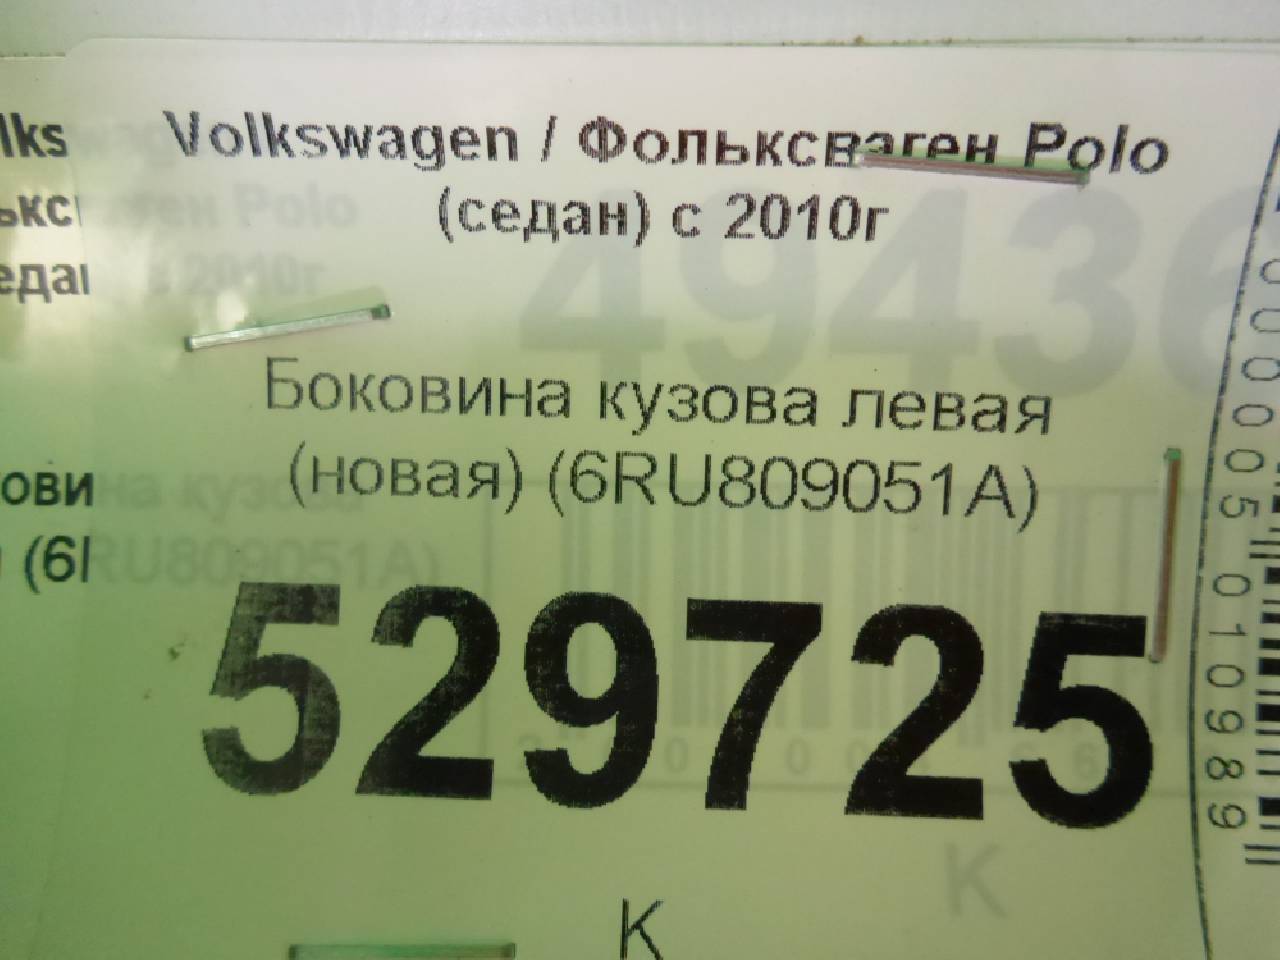 Volkswagen / Фольксваген Polo
(седан) с 2010г
Боковина кузова левая
(новая) (6RU809051A)
529725
K